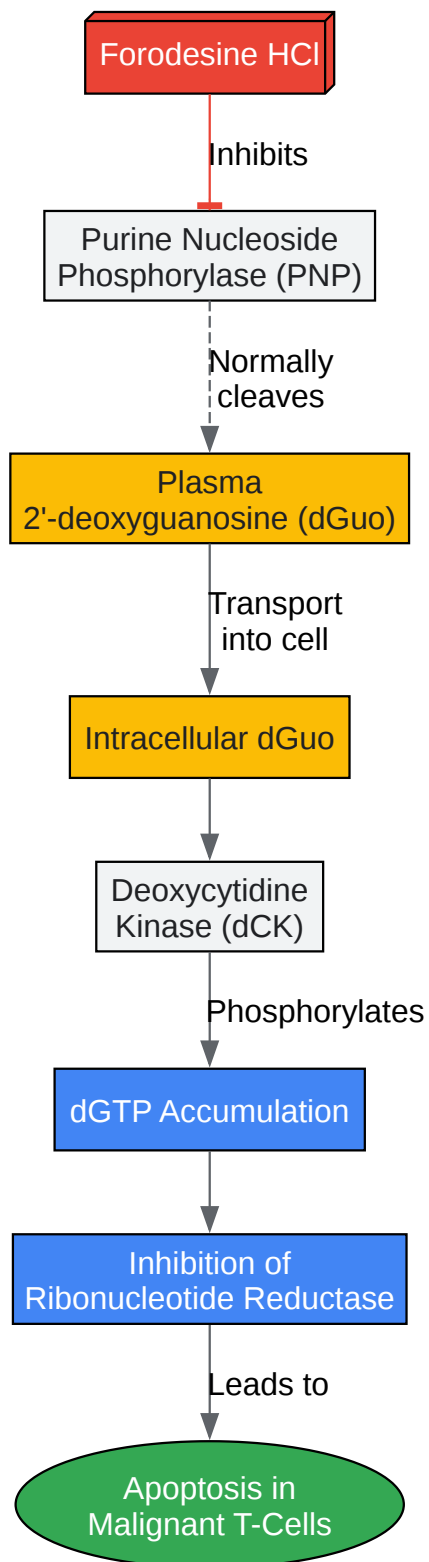 Forodesine HCl
Inhibits
Purine Nucleoside
Phosphorylase (PNP)
Normally
cleaves
Plasma
2'-deoxyguanosine (dGuo)
Transport
into cell
Intracellular dGuo
Deoxycytidine
Kinase (dCK)
Phosphorylates
dGTP Accumulation
Inhibition of
Ribonucleotide Reductase
Leads to
Apoptosis in
Malignant T-Cells